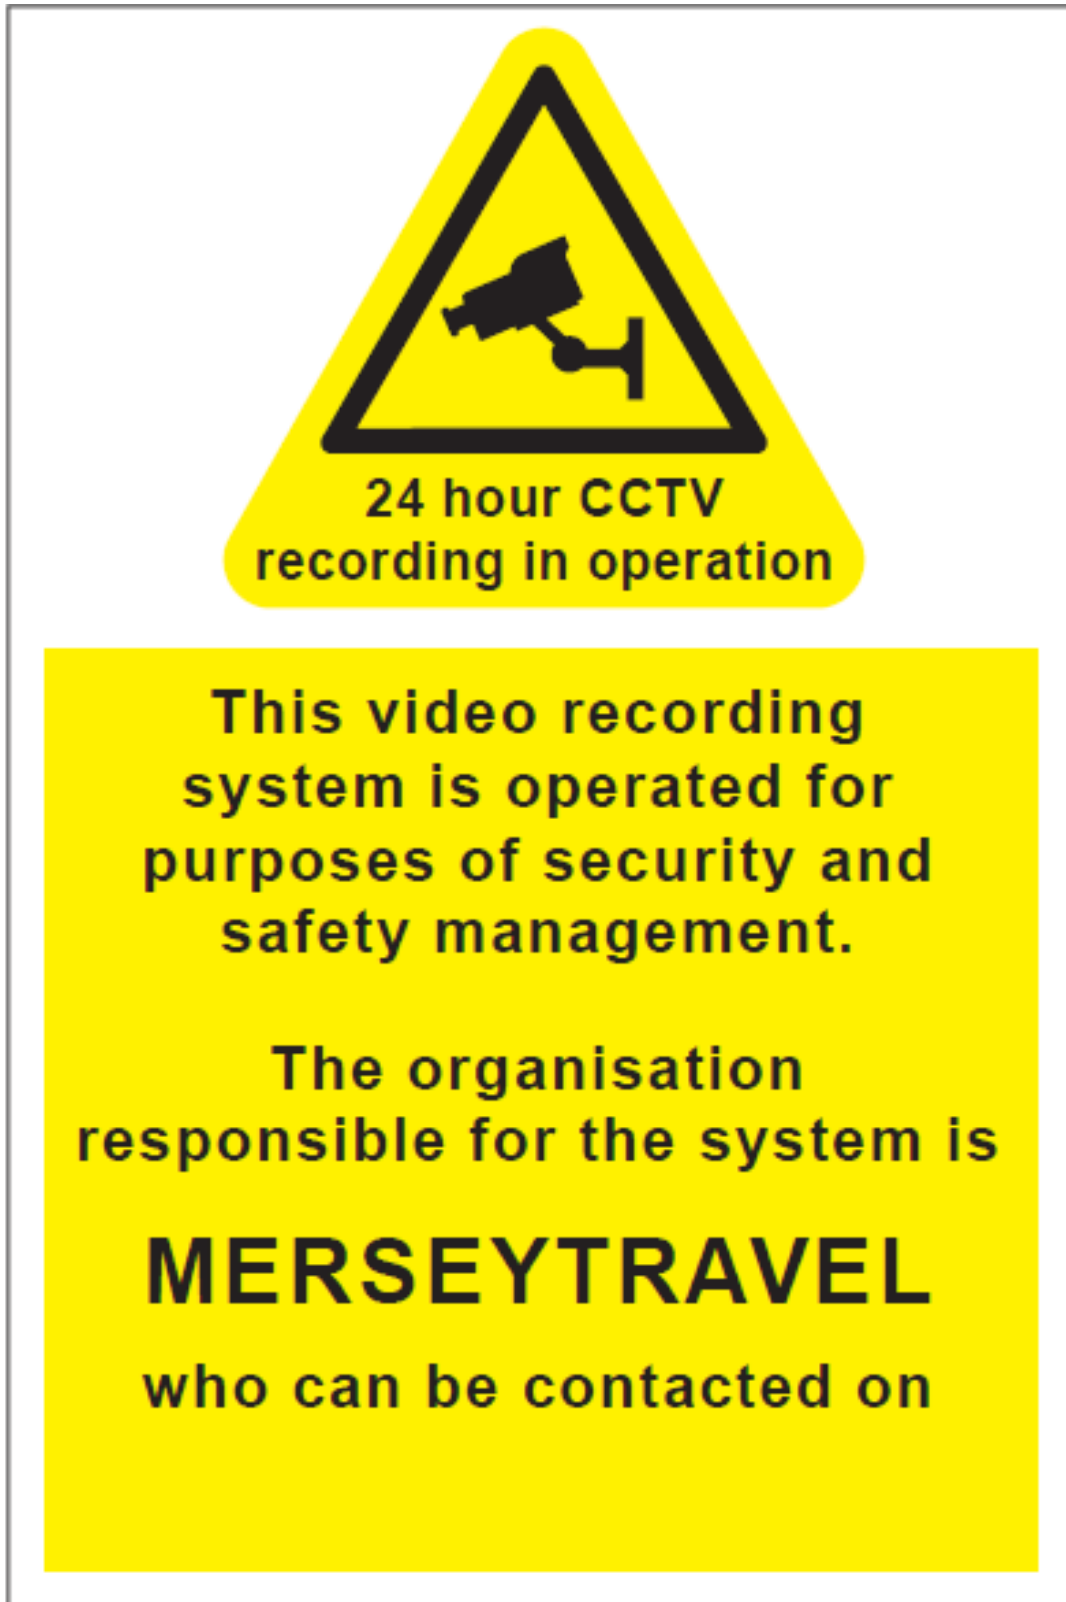 24 hour CCTV
recording in operation
This video recording
system is operated for
purposes of security and
safety management.
The organisation
responsible for the system is
MERSEYTRAVEL
who can be contacted on